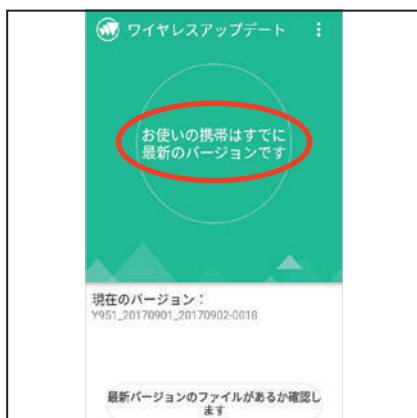 ワイヤレスアップデート
お使いの携帯はすでに
最新のバージョンです
現在のバージョン：
Y951_20170901_20170902-0018
最新バージョンのファイルがあるか確認し
ます